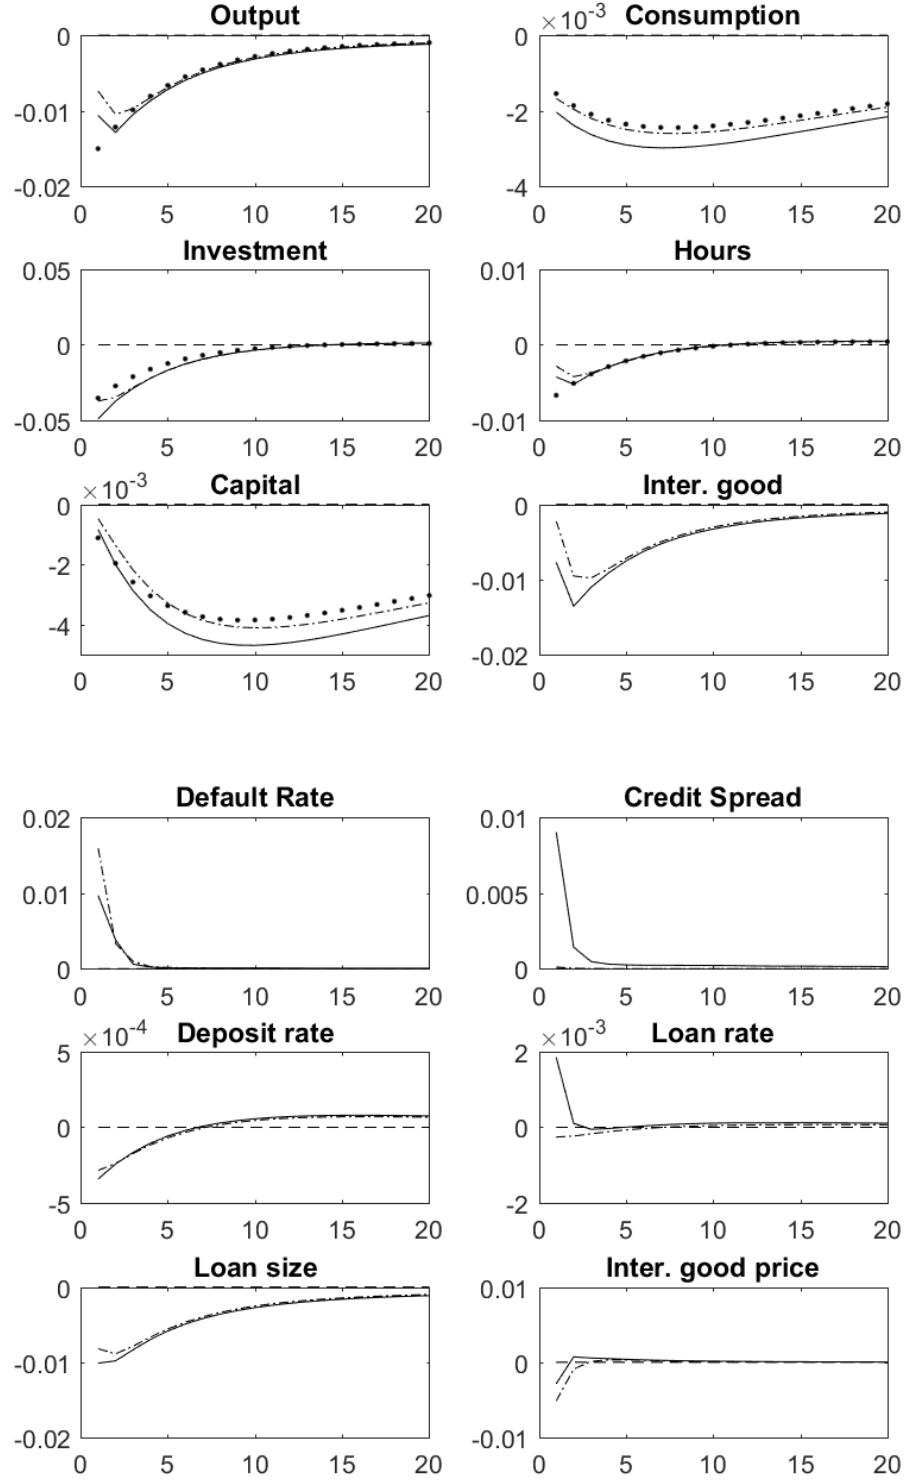 Output
0
-0.01
-0.02
0 5 10 15 20
Consumption
×10-3
0
-2
-4
0 5 10 15 20
Investment
0.05
0
-0.05
0 5 10 15 20
Hours
0.01
0
-0.01
0 5 10 15 20
Capital
×10-3
0
-2
-4
0 5 10 15 20
Inter. good
0
-0.01
-0.02
0 5 10 15 20
Default Rate
0.02
0.01
0
0 5 10 15 20
Credit Spread
0.01
0.005
0
0 5 10 15 20
Deposit rate
×10-4
5
0
-5
0 5 10 15 20
Loan rate
×10-3
2
0
-2
0 5 10 15 20
Loan size
0
-0.01
-0.02
0 5 10 15 20
Inter. good price
0.01
0
-0.01
0 5 10 15 20